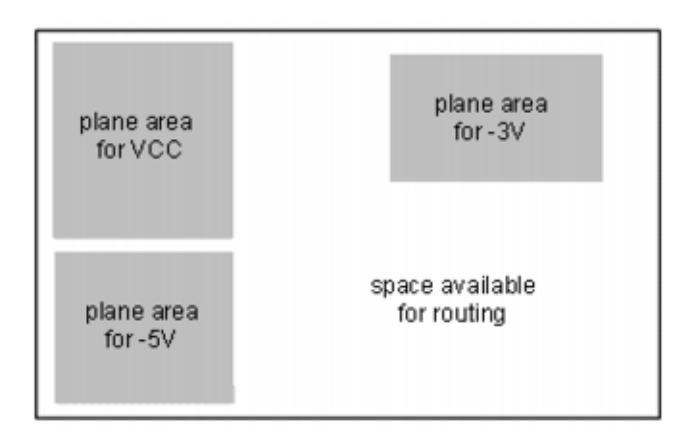 plane area
for VCC
plane area
for -3V
plane area
for -5V
space available
for routing